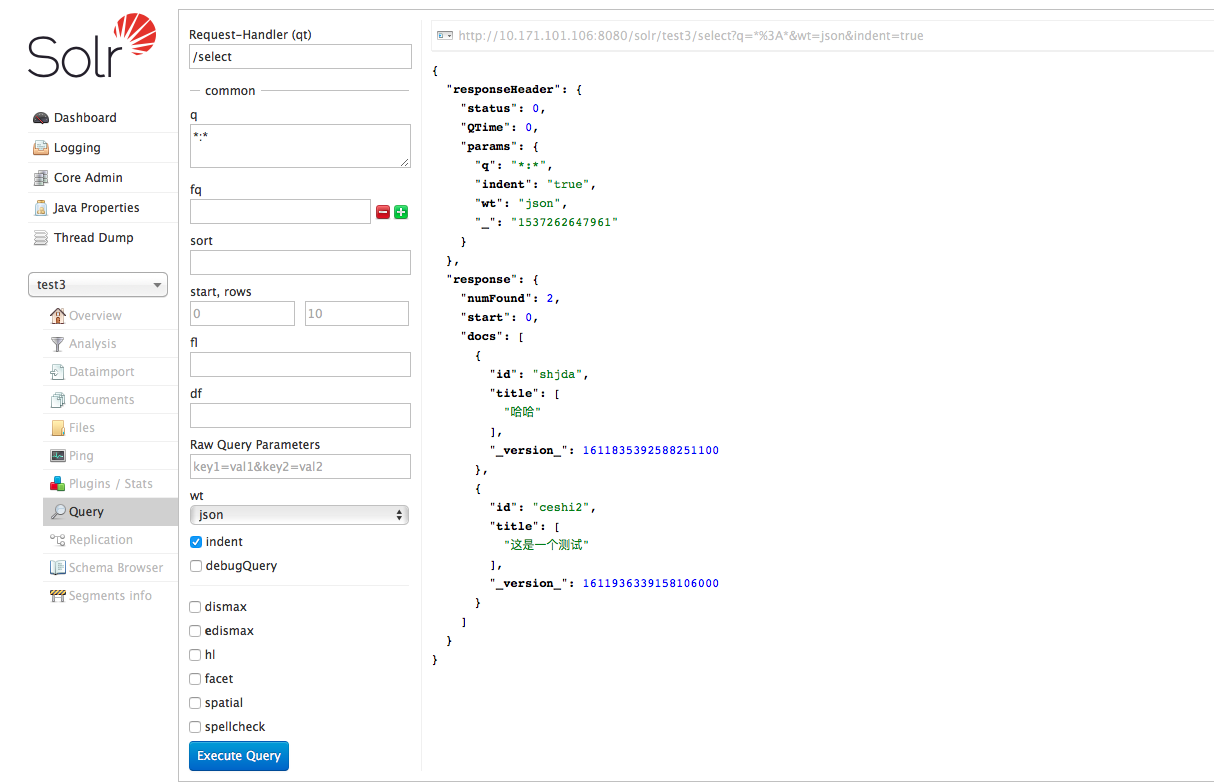 Solr
Dashboard
Logging
Core Admin
Java Properties
Thread Dump
test3
Overview
Analysis
Dataimport
Documents
Files
Ping
Plugins / Stats
Query
Replication
Schema Browser
Segments info
Request-Handler (qt)
/select
common
q
*:*
fq
sort
start, rows
0
10
fl
df
Raw Query Parameters
key1=val1&key2=val2
wt
json
indent
debugQuery
dismax
edismax
hl
facet
spatial
spellcheck
Execute Query
http://10.171.101.106:8080/solr/test3/select?q=*%3A*&wt=json&indent=true
{
"responseHeader": {
"status": 0,
"QTime": 0,
"params": {
"q": "*:*",
"indent": "true",
"wt": "json",
"_": "1537262647961"
}
},
"response": {
"numFound": 2,
"start": 0,
"docs": [
{
"id": "shjda",
"title": [
"哈哈"
],
"_version_": 1611835392588251100
},
{
"id": "ceshi2",
"title": [
"这是一个测试"
],
"_version_": 1611936339158106000
}
]
}
}